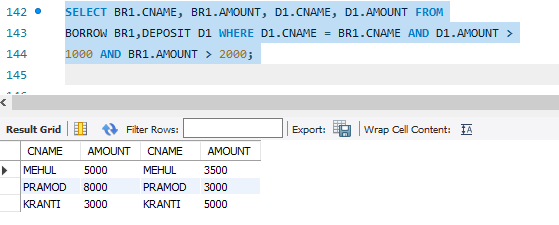 142 SELECT BR1.CNAME, BR1.AMOUNT, D1.CNAME, D1.AMOUNT FROM
143 BORROW BR1,DEPOSIT D1 WHERE D1.CNAME = BR1.CNAME AND D1.AMOUNT >
144 1000 AND BR1.AMOUNT > 2000;
145
Result Grid Filter Rows: Export: Wrap Cell Content: IA
CNAME AMOUNT CNAME AMOUNT
MEHUL 5000 MEHUL 3500
PRAMOD 8000 PRAMOD 3000
KRANTI 3000 KRANTI 5000